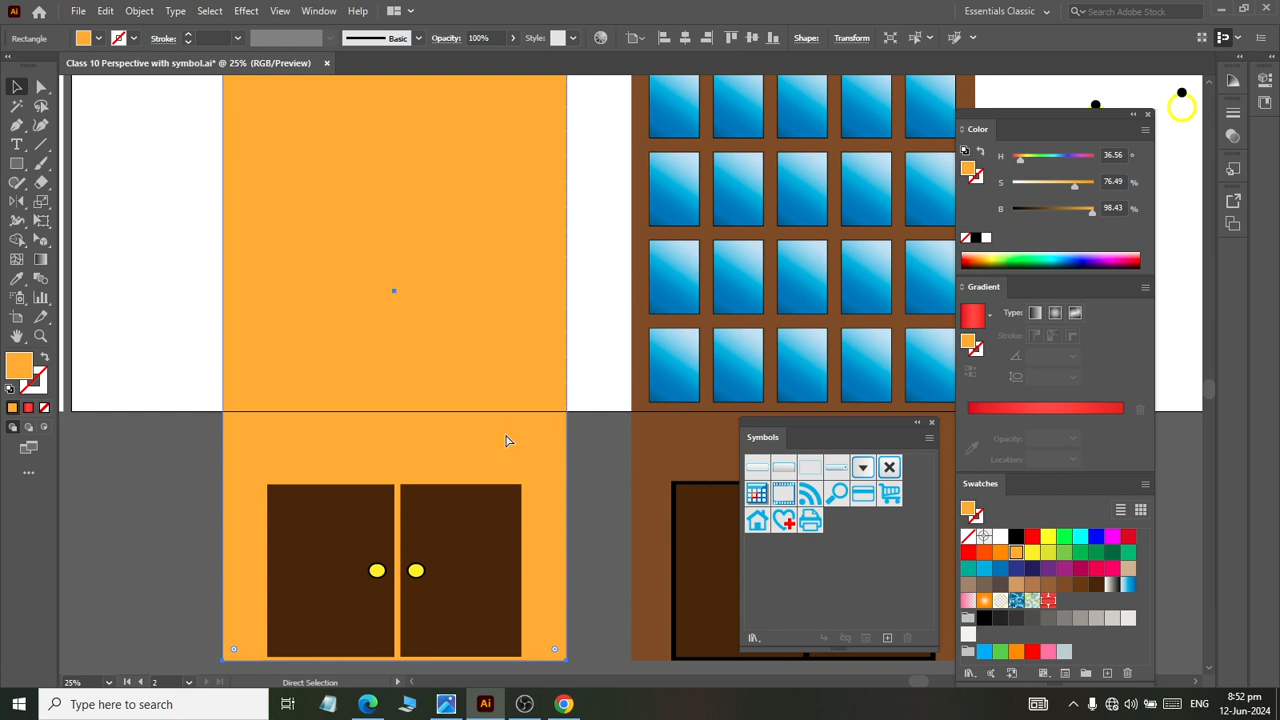 Ai File Edit Object Type Select Effect View Window Help Essentials Classic Search Adobe Stock
Rectangle Stroke: Basic Opacity: 100% Style: Shape: Transform
Class 10 Perspective with symbol.ai* @ 25% (RGB/Preview) ×
Color
H 36.56 °
S 76.49 %
B 98.43 %
Gradient
Type:
Stroke:
Opacity:
Location:
Symbols
Swatches
25% 2 Direct Selection
Type here to search Ai ENG 8:52 pm
12-Jun-2024